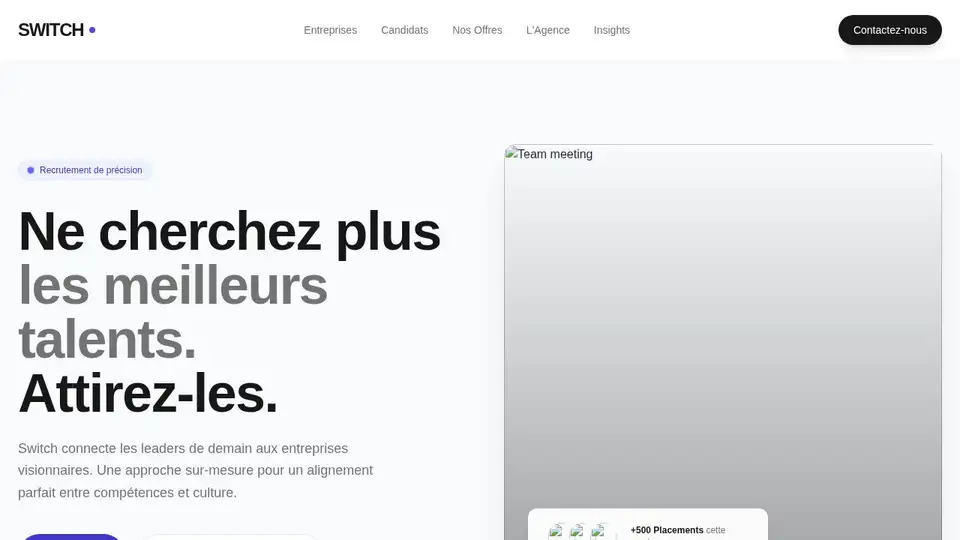 SWITCH
Entreprises
Candidats
Nos Offres
L'Agence
Insights
Contactez-nous
Recrutement de précision
Ne cherchez plus
les meilleurs
talents.
Attirez-les.
Switch connecte les leaders de demain aux entreprises
visionnaires. Une approche sur-mesure pour un alignement
parfait entre compétences et culture.
Team meeting
+500 Placements cette